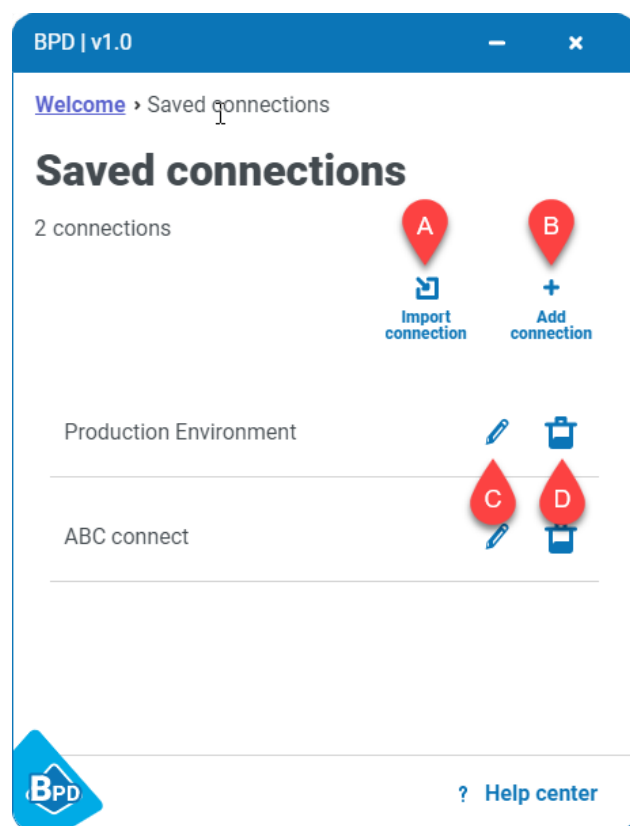 BPD | v1.0
Welcome › Saved connections
Saved connections
2 connections
A
B
Import
connection
Add
connection
Production Environment
C
D
ABC connect
BPD
? Help center